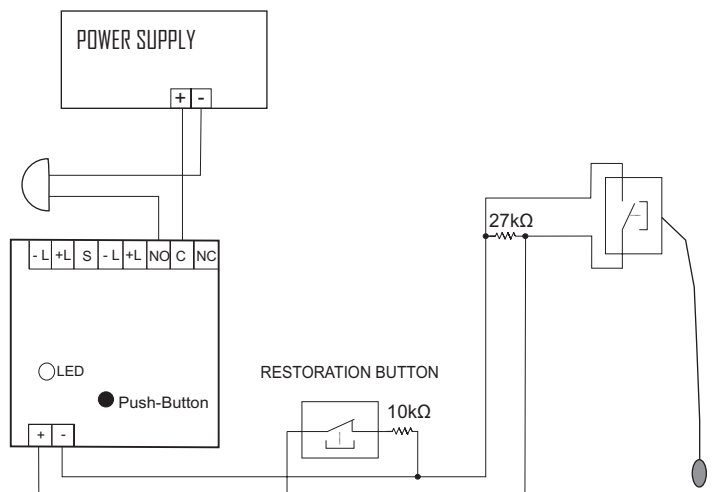 POWER SUPPLY
+ -
27kΩ
- L +L S - L +L NO C NC
LED
Push-Button
RESTORATION BUTTON
10kΩ
+ -